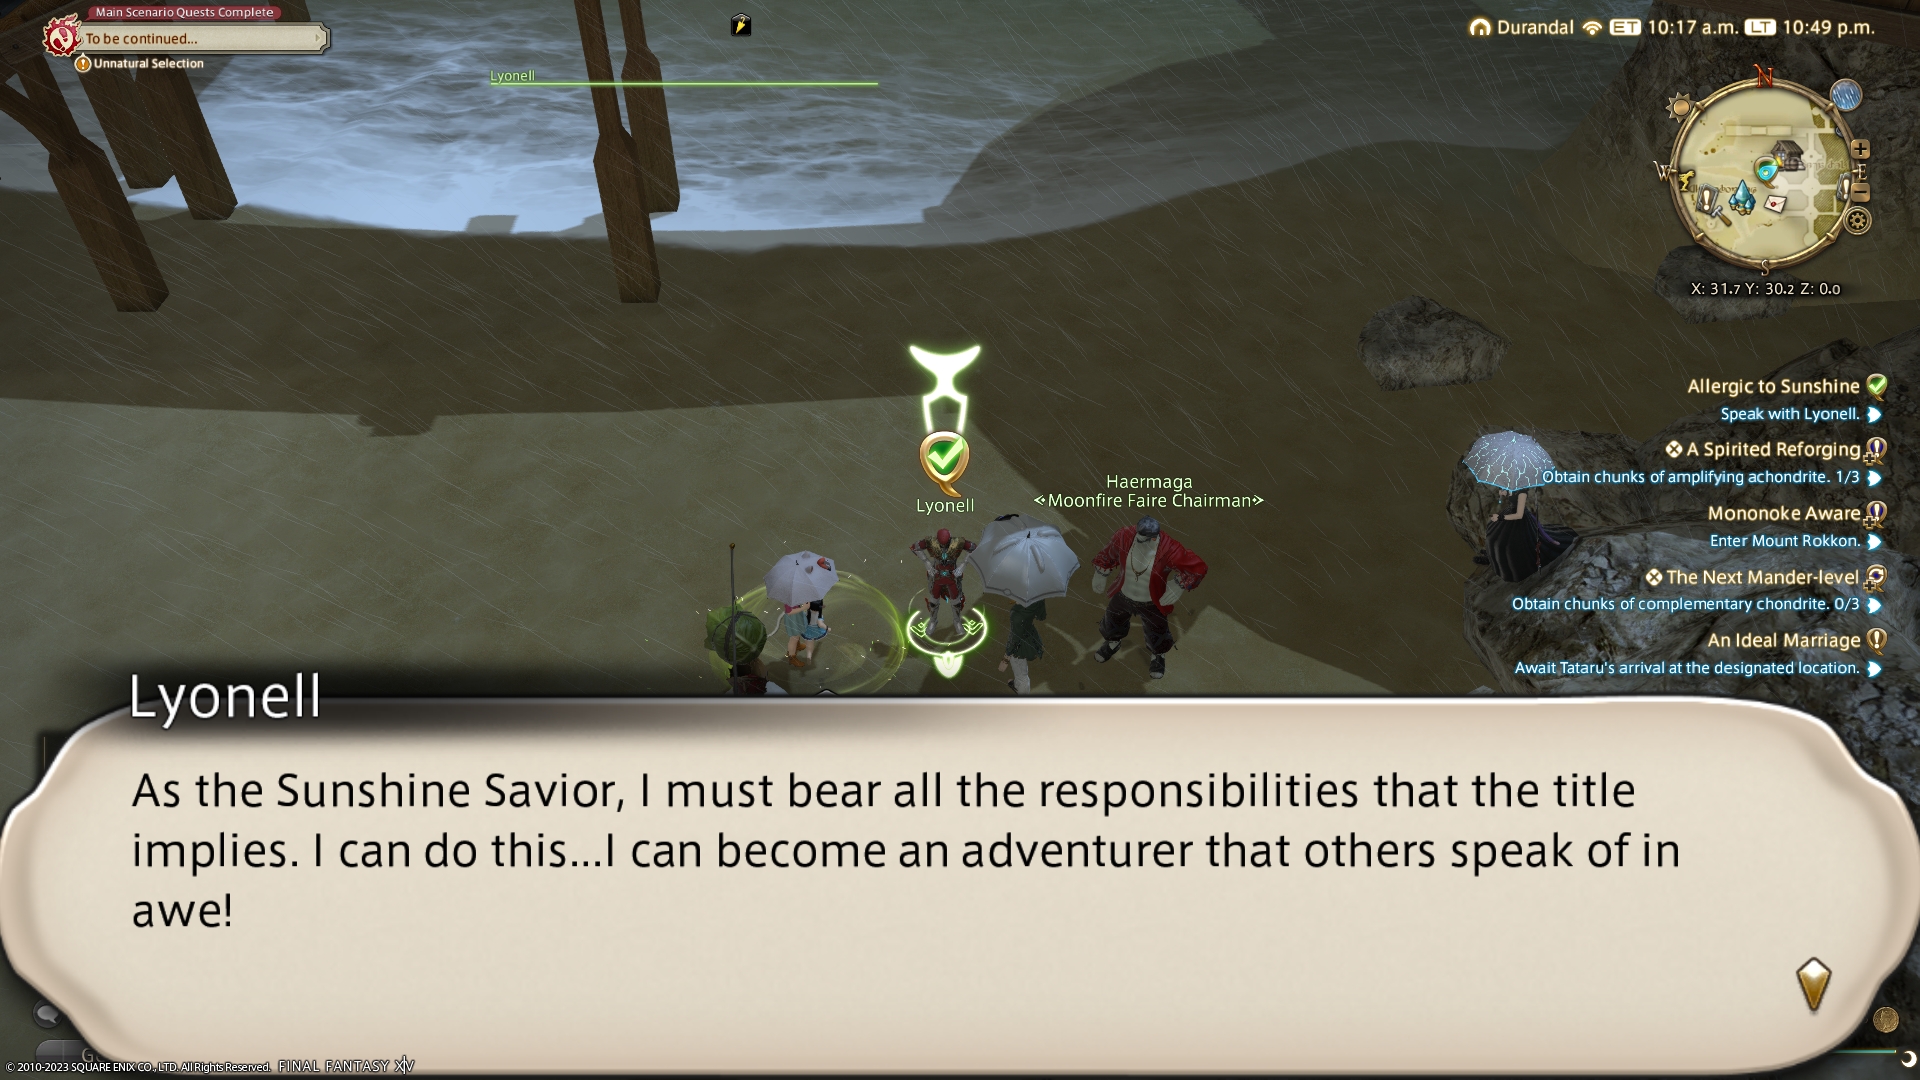 Main Scenario Quests Complete
To be continued...
Unnatural Selection
Lyonell
Durandal ET 10:17 a.m. LT 10:49 p.m.
N
W
E
S
X: 31.7 Y: 30.2 Z: 0.0
Allergic to Sunshine
Speak with Lyonell.
A Spirited Reforging
Obtain chunks of amplifying achondrite. 1/3
Mononoke Aware
Enter Mount Rokkon.
The Next Mander-level
Obtain chunks of complementary chondrite. 0/3
An Ideal Marriage
Await Tataru's arrival at the designated location.
Lyonell
Haermaga
«Moonfire Faire Chairman»
Lyonell
As the Sunshine Savior, I must bear all the responsibilities that the title
implies. I can do this...I can become an adventurer that others speak of in
awe!
© 2010-2023 SQUARE ENIX CO., LTD. All Rights Reserved. FINAL FANTASY XIV